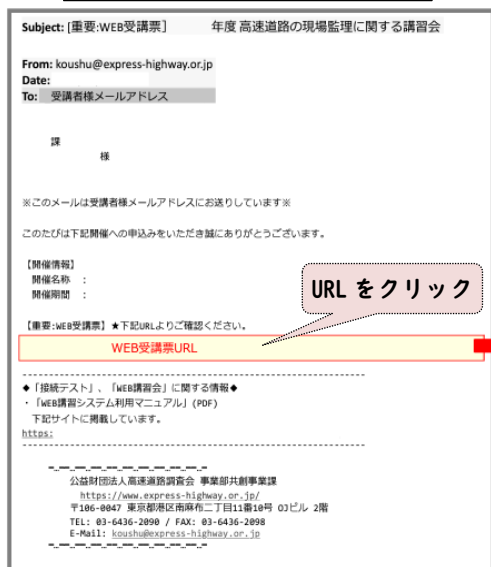 Subject: [重要:WEB受講票]　　　年度 高速道路の現場監理に関する講習会
From: koushu@express-highway.or.jp
Date:
To:　受講者様メールアドレス
課
様
※このメールは受講者様メールアドレスにお送りしています※
このたびは下記開催への申込みをいただき誠にありがとうございます。
【開催情報】
開催名称　：
開催期間　：
URL をクリック
【重要:WEB受講票】★下記URLよりご確認ください。
WEB受講票URL
------------------------------------------------------------------
◆「接続テスト」、「WEB講習会」に関する情報◆
・「WEB講習システム利用マニュアル」(PDF)
下記サイトに掲載しています。
https:
------------------------------------------------------------------
公益財団法人高速道路調査会 事業部共創事業課
https://www.express-highway.or.jp/
〒106-0047 東京都港区南麻布二丁目11番10号 OJビル 2階
TEL: 03-6436-2090 / FAX: 03-6436-2098
E-Mail: koushu@express-highway.or.jp